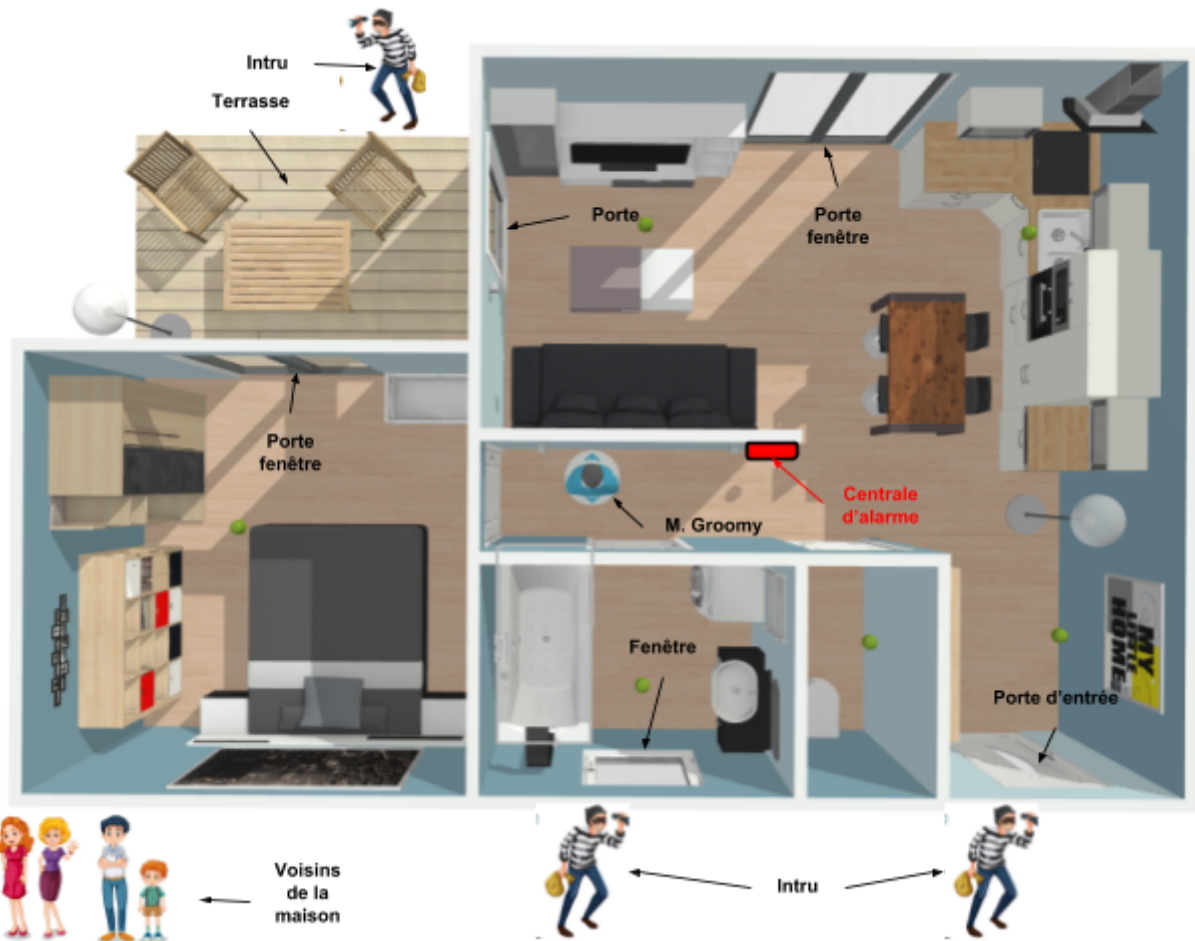 Intru
Terrasse
Porte
Porte
fenêtre
Porte
fenêtre
Centrale
d'alarme
M. Groomy
Fenêtre
MY
LITTLE
HOME
Porte d'entrée
Voisins
de la
maison
Intru